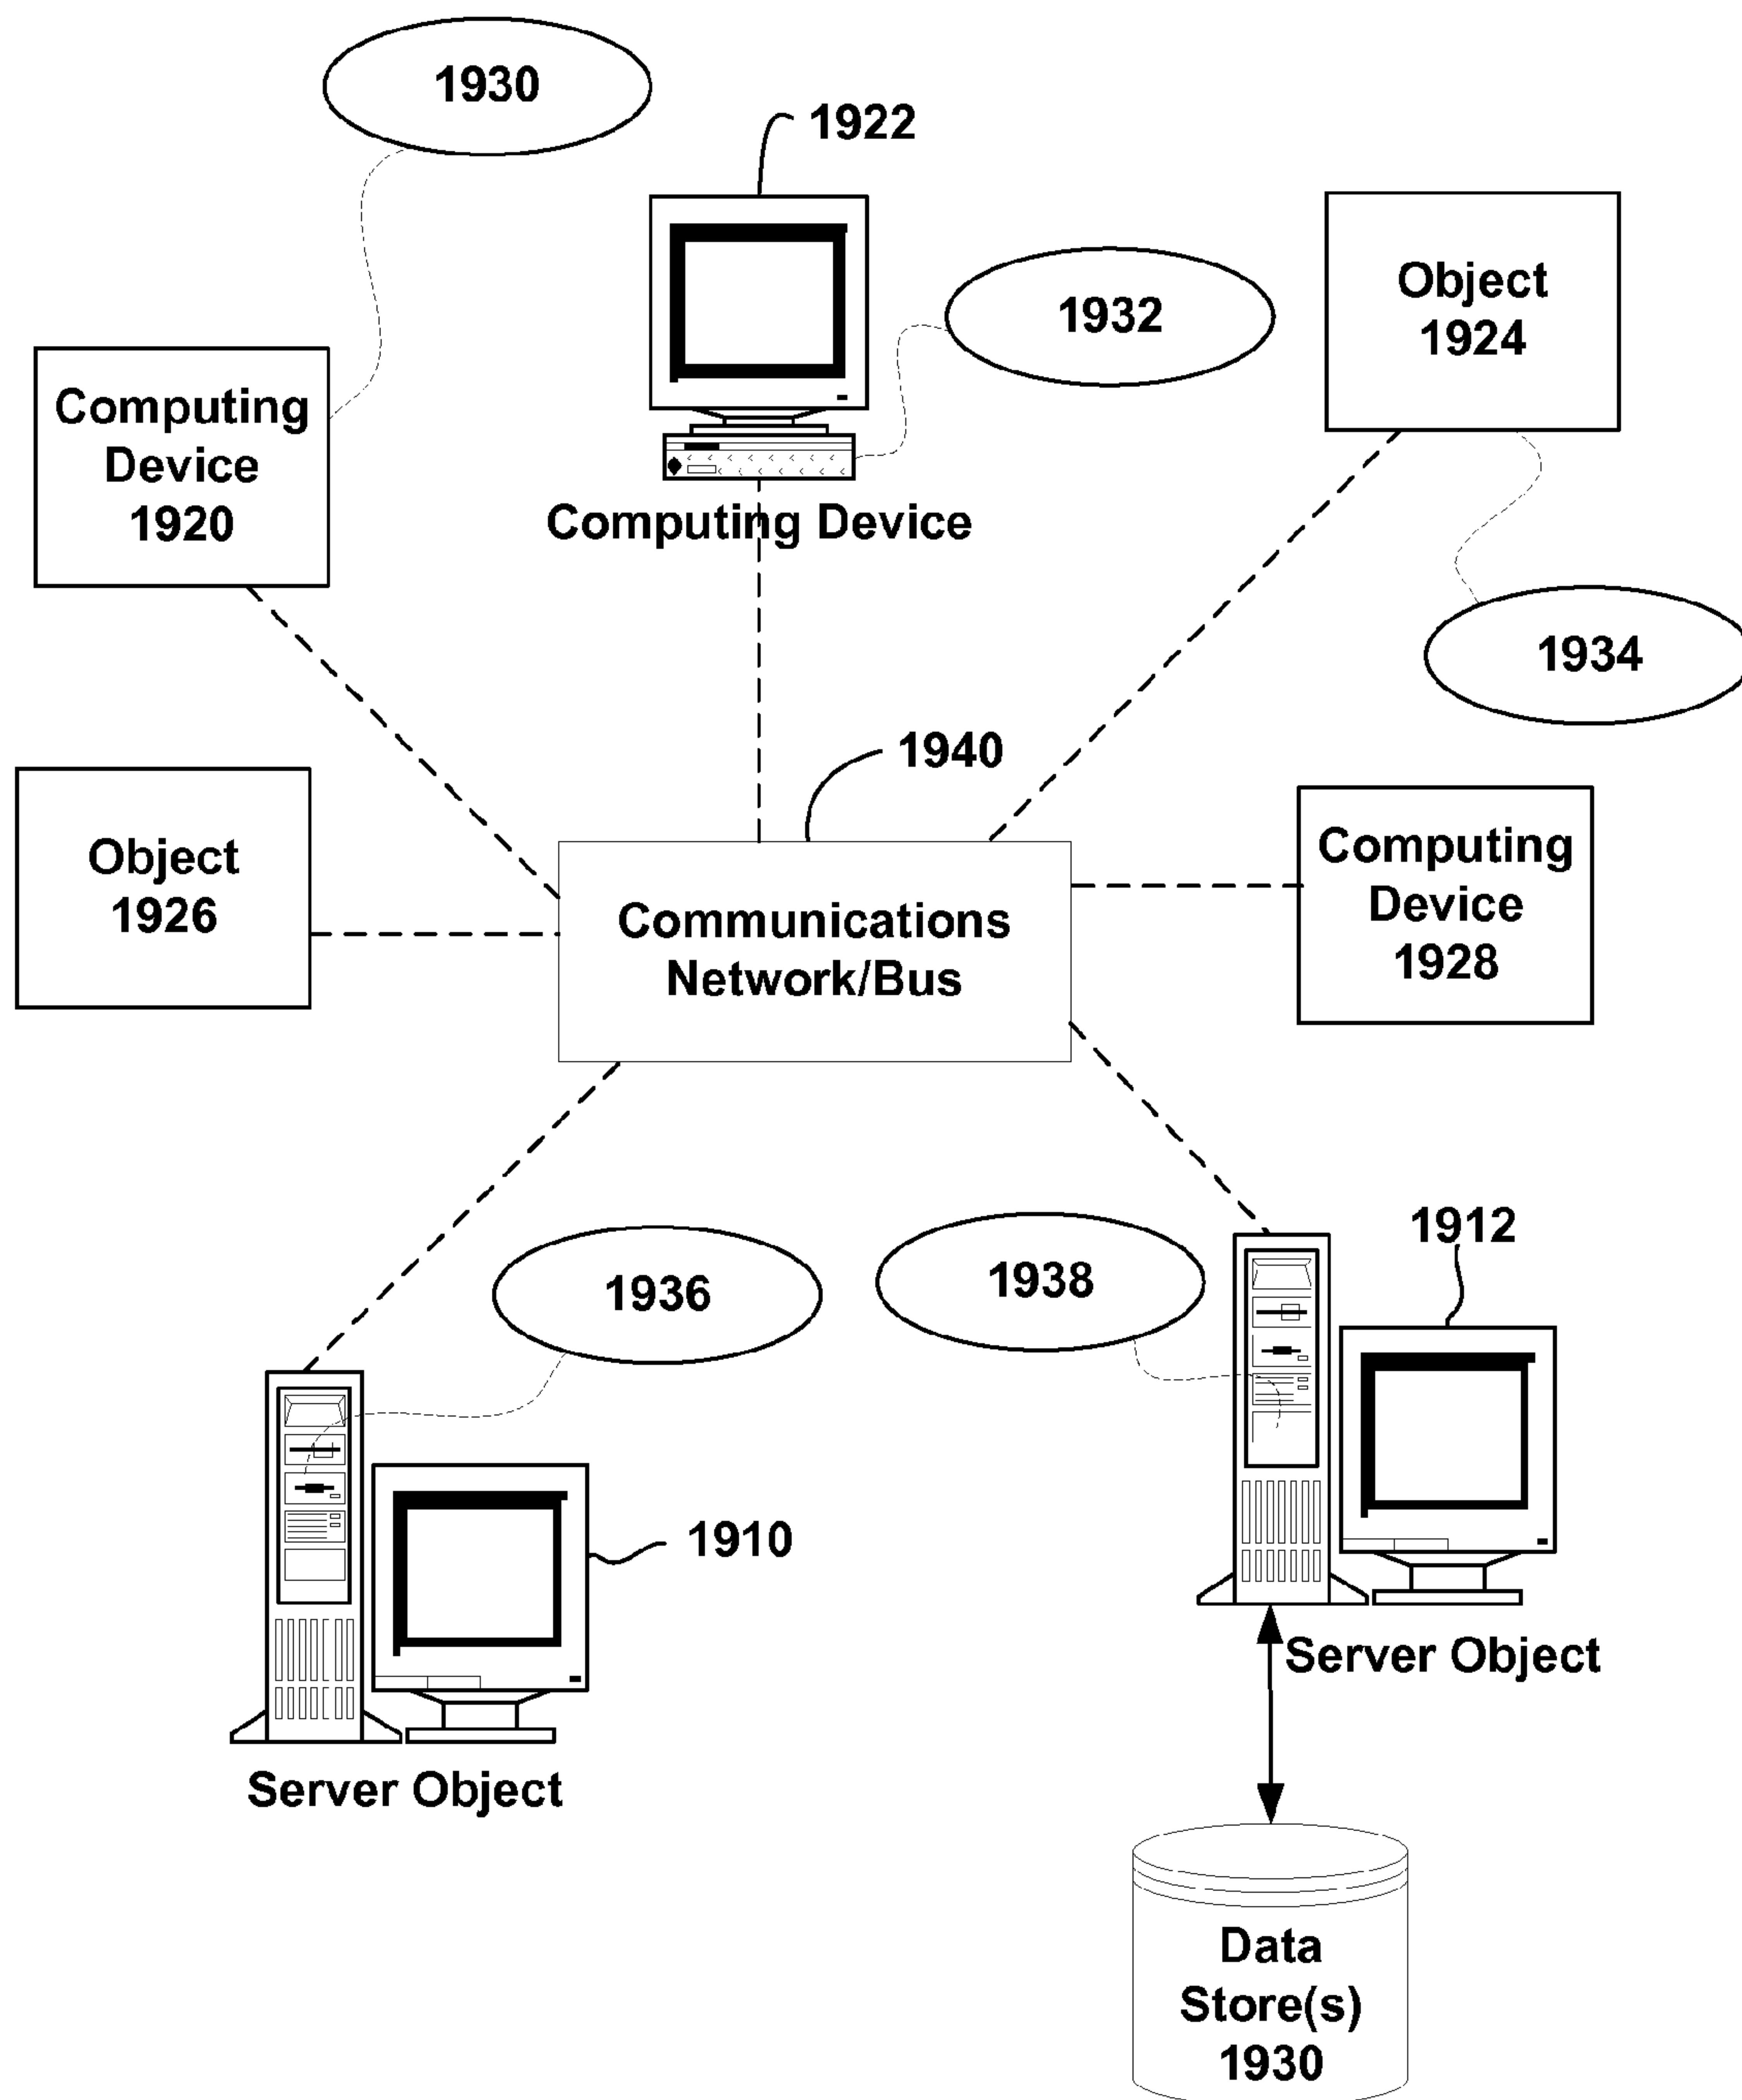 1930
1922
1932
Object
1924
Computing
Device
1920
Computing Device
1934
1940
Object
1926
Communications
Network/Bus
Computing
Device
1928
1936
1938
1912
1910
Server Object
Server Object
Data
Store(s)
1930